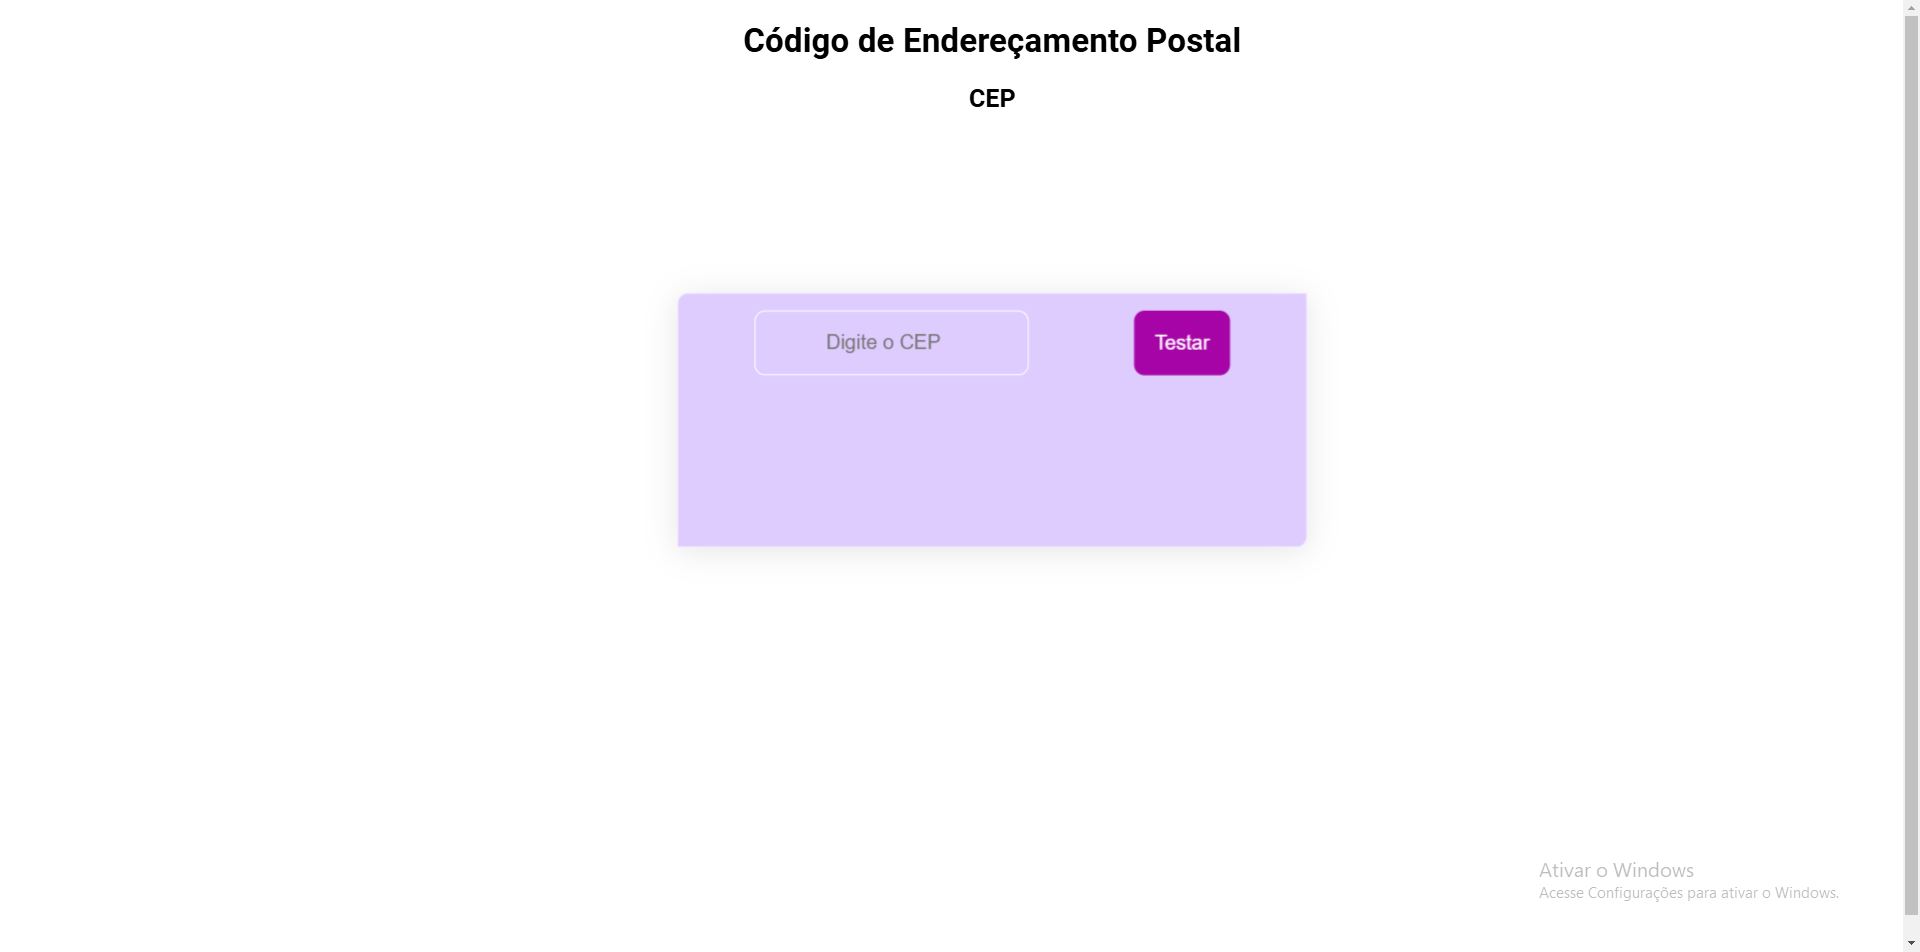 Código de Endereçamento Postal
CEP
Digite o CEP
Testar
Ativar o Windows
Acesse Configurações para ativar o Windows.